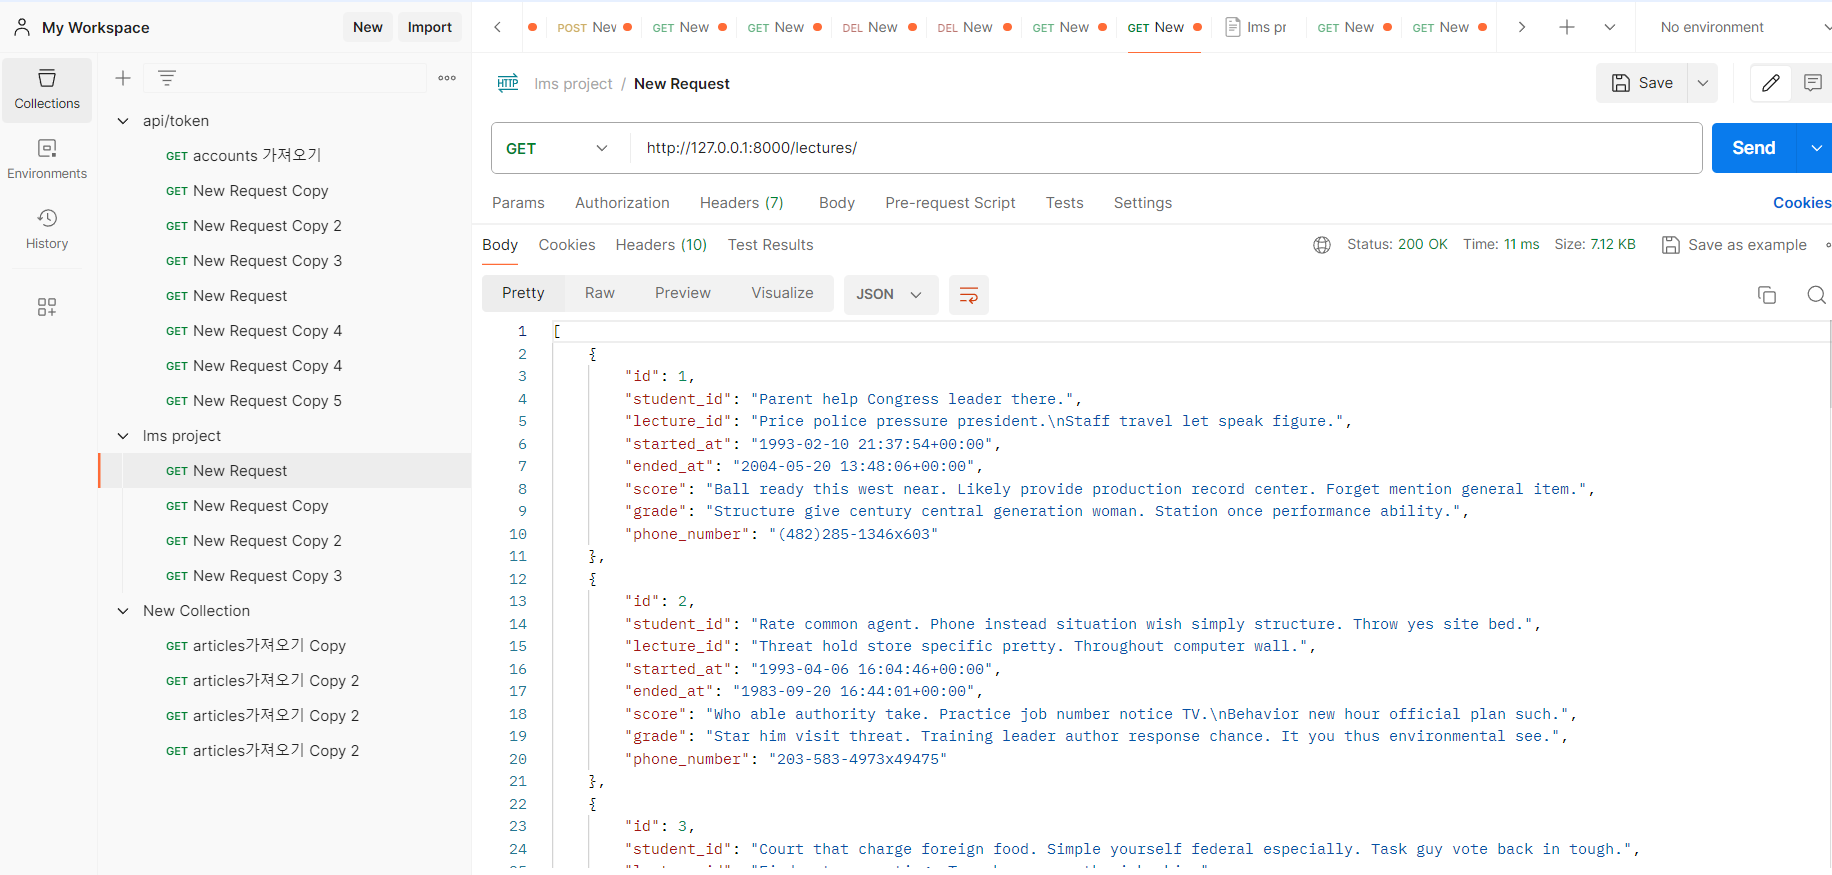 My Workspace
New
Import
POST New
GET New
GET New
DEL New
DEL New
GET New
GET New
lms pr
GET New
GET New
No environment
Collections
Environments
History
api/token
GET accounts 가져오기
GET New Request Copy
GET New Request Copy 2
GET New Request Copy 3
GET New Request
GET New Request Copy 4
GET New Request Copy 4
GET New Request Copy 5
lms project
GET New Request
GET New Request Copy
GET New Request Copy 2
GET New Request Copy 3
New Collection
GET articles가져오기 Copy
GET articles가져오기 Copy 2
GET articles가져오기 Copy 2
GET articles가져오기 Copy 2
HTTP lms project / New Request
Save
GET http://127.0.0.1:8000/lectures/
Send
Params Authorization Headers (7) Body Pre-request Script Tests Settings
Cookies
Body Cookies Headers (10) Test Results
Status: 200 OK Time: 11 ms Size: 7.12 KB
Save as example
Pretty Raw Preview Visualize JSON
1 [
2 {
3 "id": 1,
4 "student_id": "Parent help Congress leader there.",
5 "lecture_id": "Price police pressure president.\nStaff travel let speak figure.",
6 "started_at": "1993-02-10 21:37:54+00:00",
7 "ended_at": "2004-05-20 13:48:06+00:00",
8 "score": "Ball ready this west near. Likely provide production record center. Forget mention general item.",
9 "grade": "Structure give century central generation woman. Station once performance ability.",
10 "phone_number": "(482)285-1346x603"
11 },
12 {
13 "id": 2,
14 "student_id": "Rate common agent. Phone instead situation wish simply structure. Throw yes site bed.",
15 "lecture_id": "Threat hold store specific pretty. Throughout computer wall.",
16 "started_at": "1993-04-06 16:04:46+00:00",
17 "ended_at": "1983-09-20 16:44:01+00:00",
18 "score": "Who able authority take. Practice job number notice TV.\nBehavior new hour official plan such.",
19 "grade": "Star him visit threat. Training leader author response chance. It you thus environmental see.",
20 "phone_number": "203-583-4973x49475"
21 },
22 {
23 "id": 3,
24 "student_id": "Court that charge foreign food. Simple yourself federal especially. Task guy vote back in tough.",